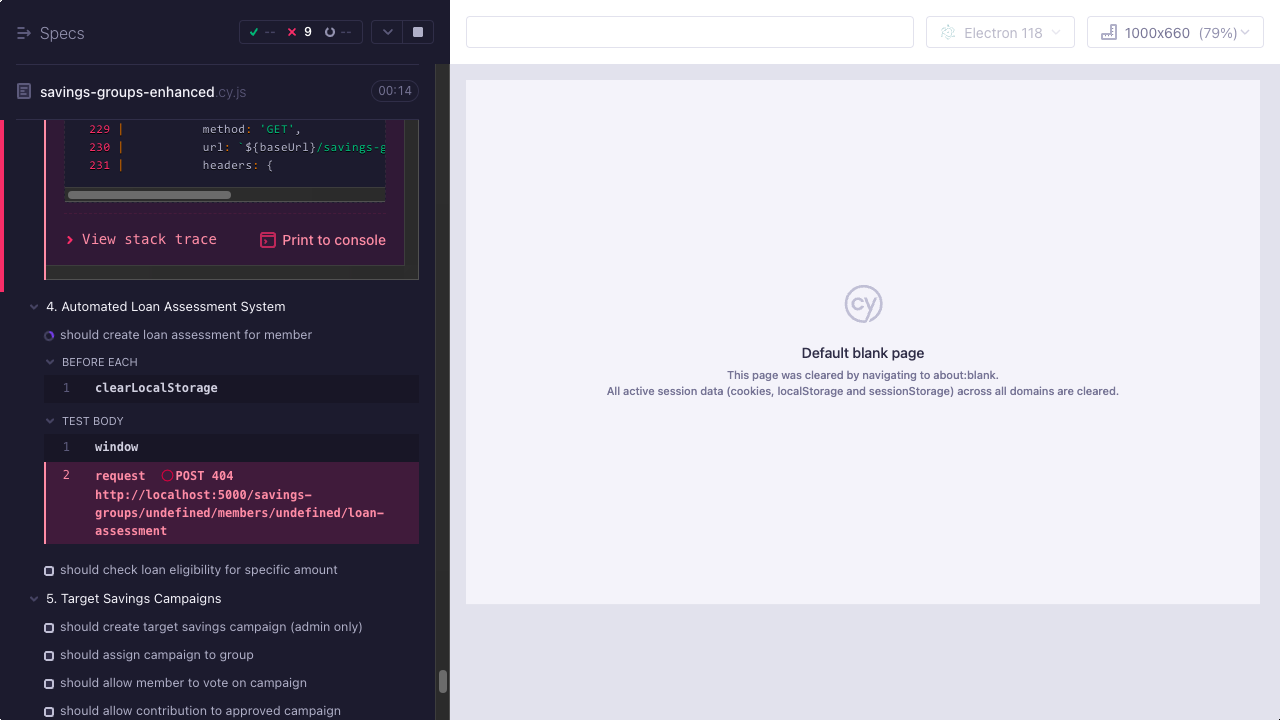 Specs
-- 9 --
Electron 118
1000x660 (79%)
savings-groups-enhanced.cy.js
00:14
229 | method: 'GET',
230 | url: `${baseUrl}/savings-g
231 | headers: {
View stack trace
Print to console
4. Automated Loan Assessment System
should create loan assessment for member
BEFORE EACH
1 clearLocalStorage
TEST BODY
1 window
2 request POST 404
http://localhost:5000/savings-
groups/undefined/members/undefined/loan-
assessment
should check loan eligibility for specific amount
5. Target Savings Campaigns
should create target savings campaign (admin only)
should assign campaign to group
should allow member to vote on campaign
should allow contribution to approved campaign
cy
Default blank page
This page was cleared by navigating to about:blank.
All active session data (cookies, localStorage and sessionStorage) across all domains are cleared.